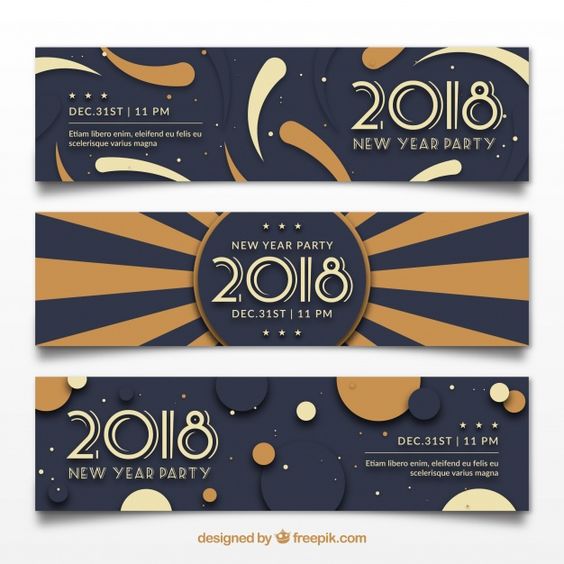 ★ ★ ★
DEC.31ST | 11 PM
Etiam libero enim, eleifend eu felis eu
scelerisque varius magna
2018
NEW YEAR PARTY
★ ★ ★
NEW YEAR PARTY
2018
DEC.31ST | 11 PM
★ ★ ★
2018
NEW YEAR PARTY
★ ★ ★
DEC.31ST | 11 PM
Etiam libero enim, eleifend eu felis eu
scelerisque varius magna
designed by freepik.com